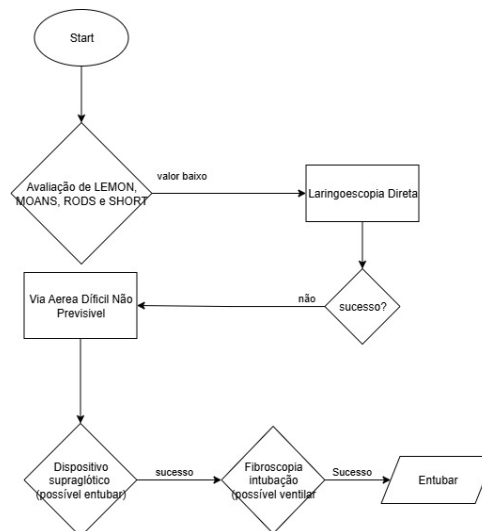 Start
Avaliação de LEMON,
MOANS, RODS e SHORT
valor baixo
Laringoescopia Direta
sucesso?
não
Via Aerea Díficil Não
Previsivel
Dispositivo
supraglótico
(possível entubar)
sucesso
Fibroscopia
intubação
(possível ventilar
Sucesso
Entubar